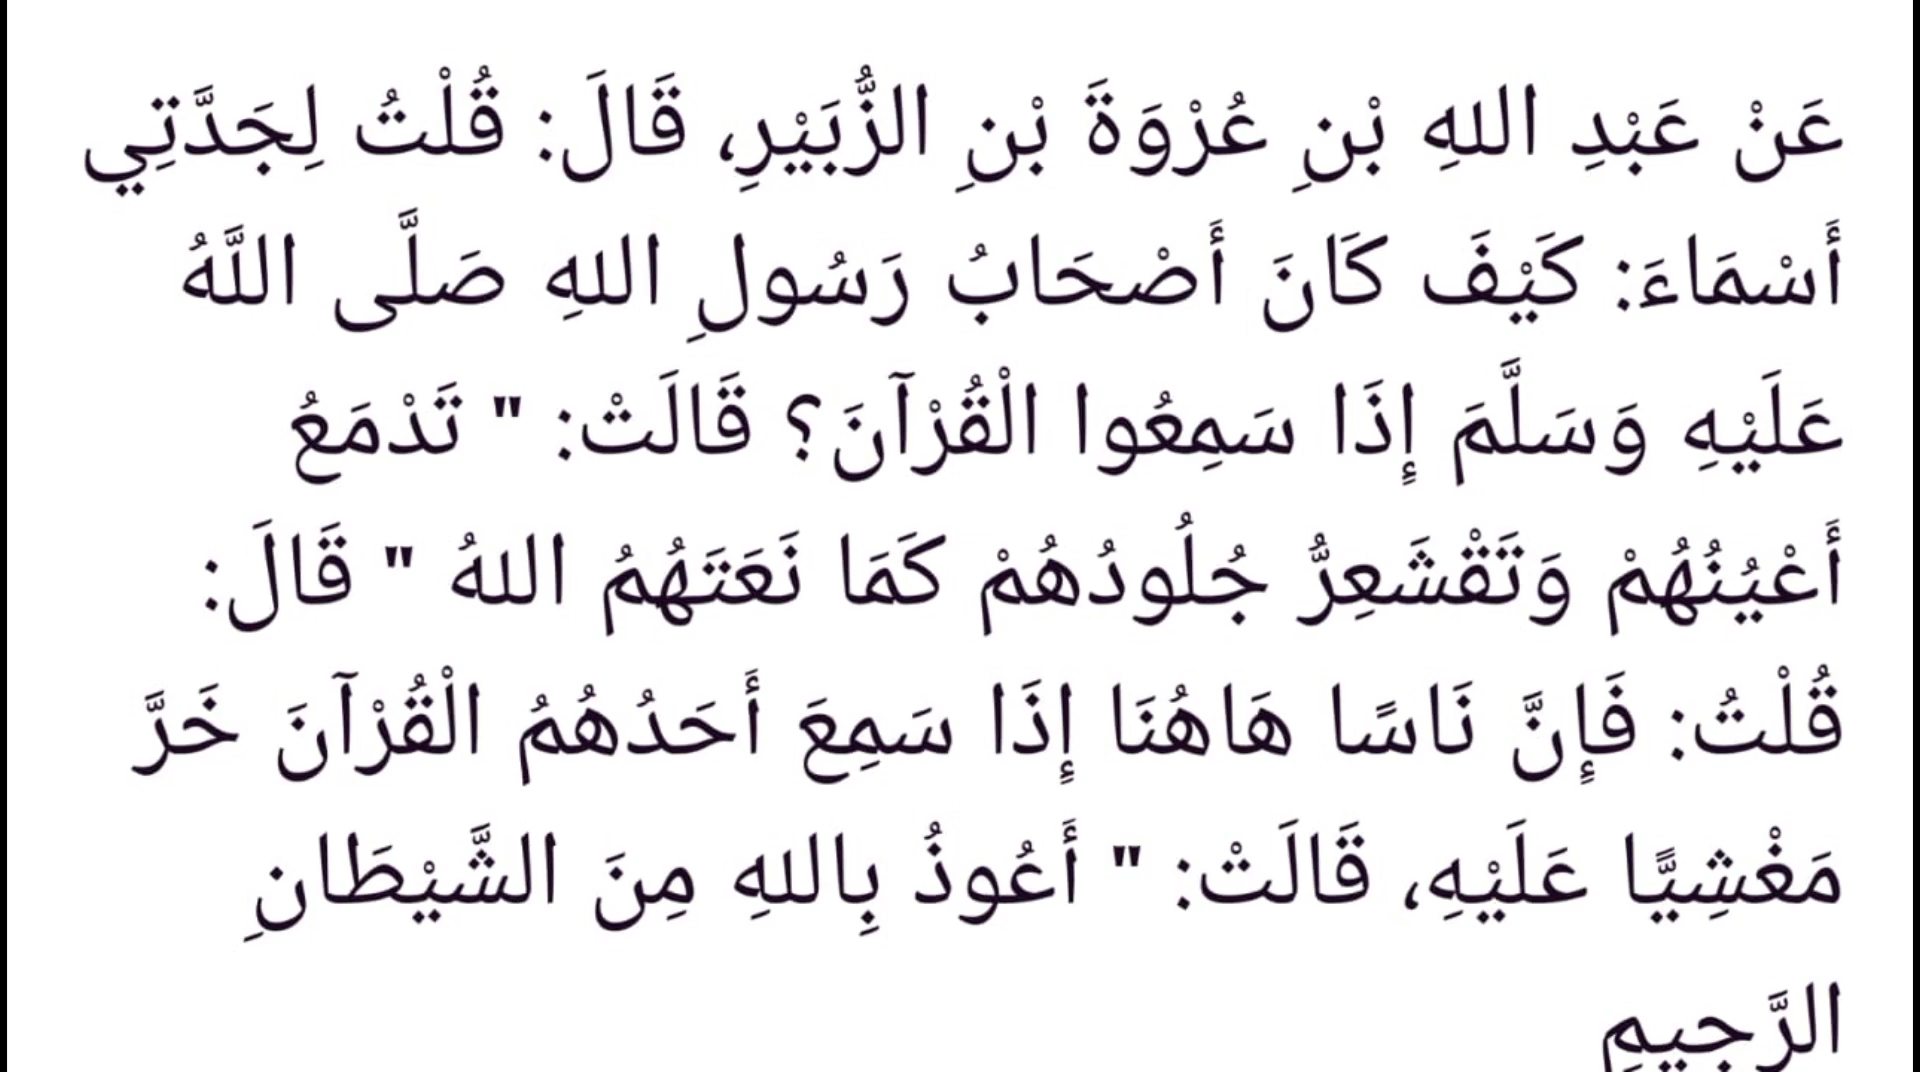 عَنْ عَبْدِ اللهِ بْنِ عُرْوَةَ بْنِ الزُّبَيْرِ، قَالَ: قُلْتُ لِجَدَّتِي
أَسْمَاءَ: كَيْفَ كَانَ أَصْحَابُ رَسُولِ اللهِ صَلَّى اللَّهُ
عَلَيْهِ وَسَلَّمَ إِذَا سَمِعُوا الْقُرْآنَ؟ قَالَتْ: " تَدْمَعُ
أَعْيُنُهُمْ وَتَقْشَعِرُّ جُلُودُهُمْ كَمَا نَعَتَهُمُ اللهُ " قَالَ:
قُلْتُ: فَإِنَّ نَاسًا هَاهُنَا إِذَا سَمِعَ أَحَدُهُمُ الْقُرْآنَ خَرَّ
مَغْشِيًّا عَلَيْهِ، قَالَتْ: " أَعُوذُ بِاللهِ مِنَ الشَّيْطَانِ
الرَّجِيمِ